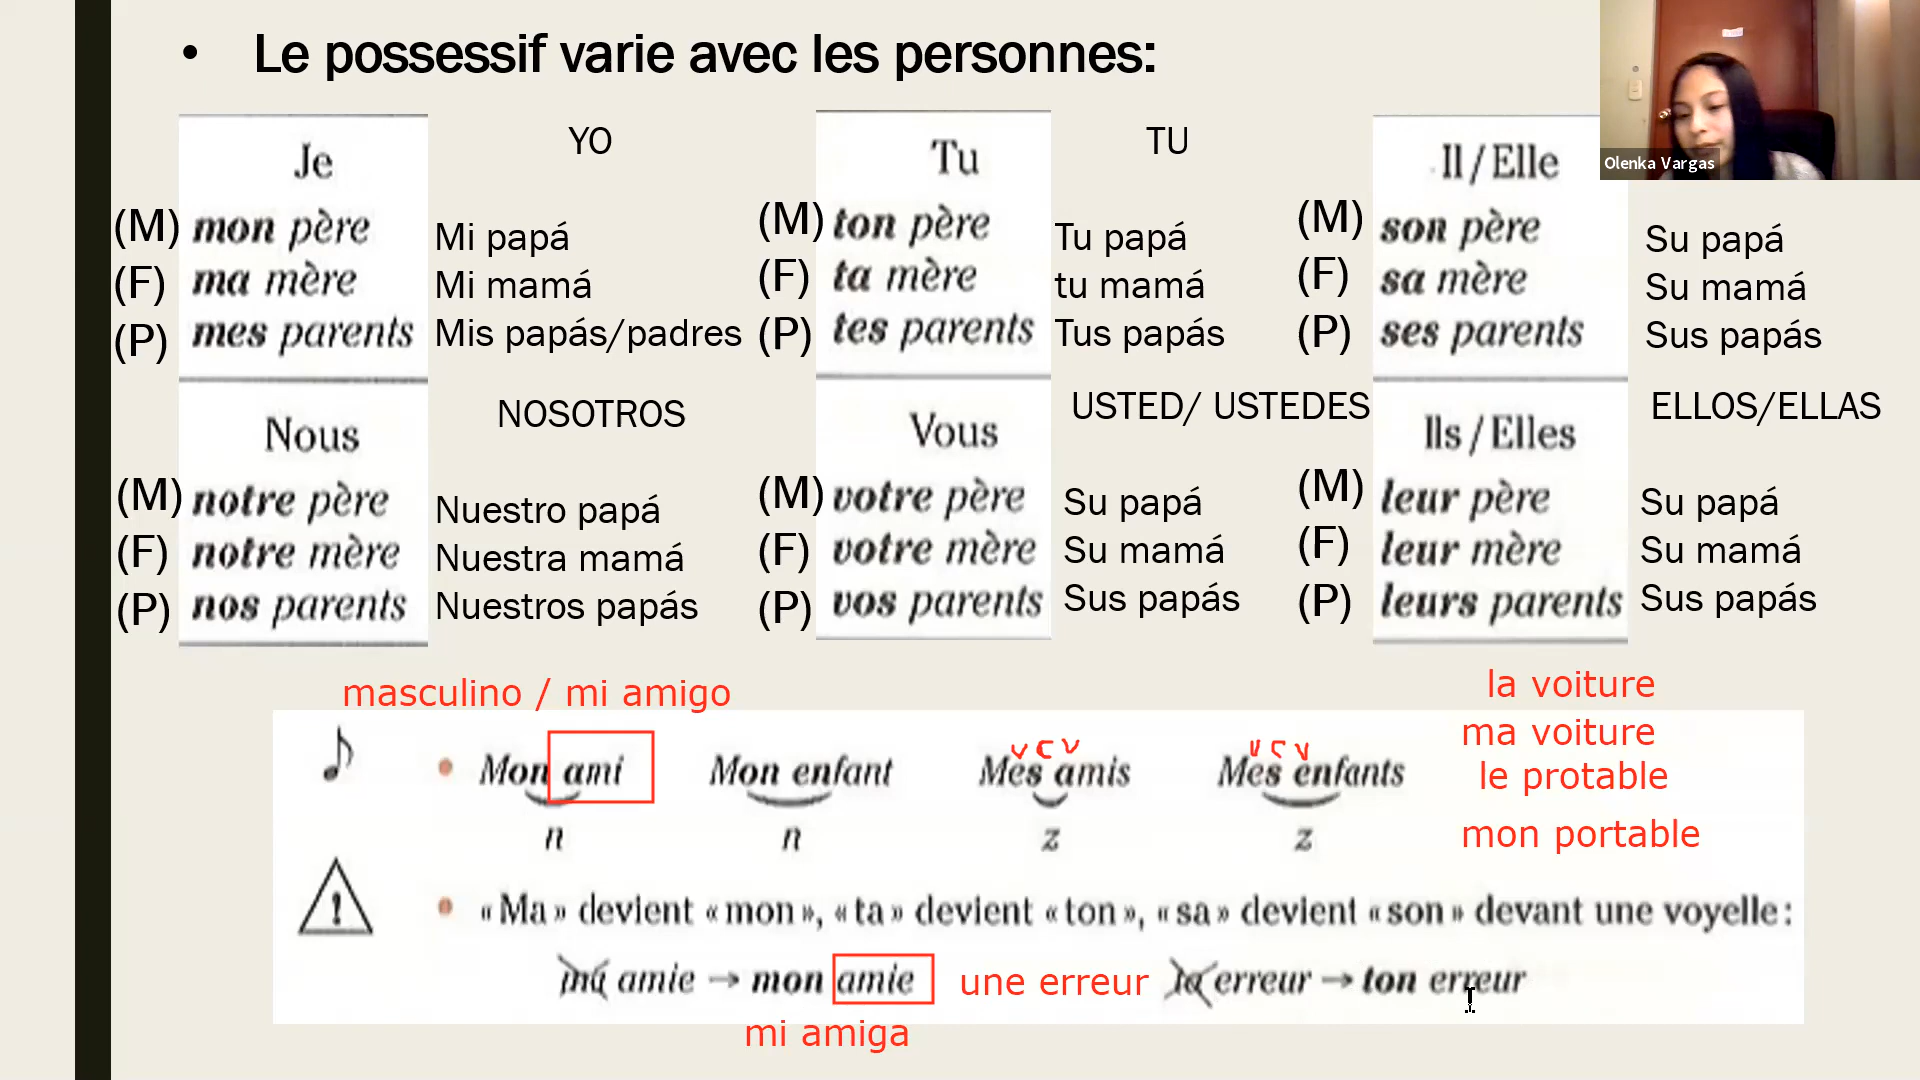 • Le possessif varie avec les personnes:
Je
YO
(M) mon père Mi papá
(F) ma mère Mi mamá
(P) mes parents Mis papás/padres
Tu
TU
(M) ton père Tu papá
(F) ta mère tu mamá
(P) tes parents Tus papás
Il / Elle
(M) son père Su papá
(F) sa mère Su mamá
(P) ses parents Sus papás
Olenka Vargas
Nous
NOSOTROS
(M) notre père Nuestro papá
(F) notre mère Nuestra mamá
(P) nos parents Nuestros papás
Vous
USTED/ USTEDES
(M) votre père Su papá
(F) votre mère Su mamá
(P) vos parents Sus papás
Ils / Elles
ELLOS/ELLAS
(M) leur père Su papá
(F) leur mère Su mamá
(P) leurs parents Sus papás
masculino / mi amigo
la voiture
ma voiture
le protable
mon portable
• Mon ami Mon enfant Mes amis Mes enfants
v c v v c v
n n z z
! • « Ma » devient « mon », « ta » devient « ton », « sa » devient « son » devant une voyelle :
ma amie → mon amie une erreur ta erreur → ton erreur
mi amiga